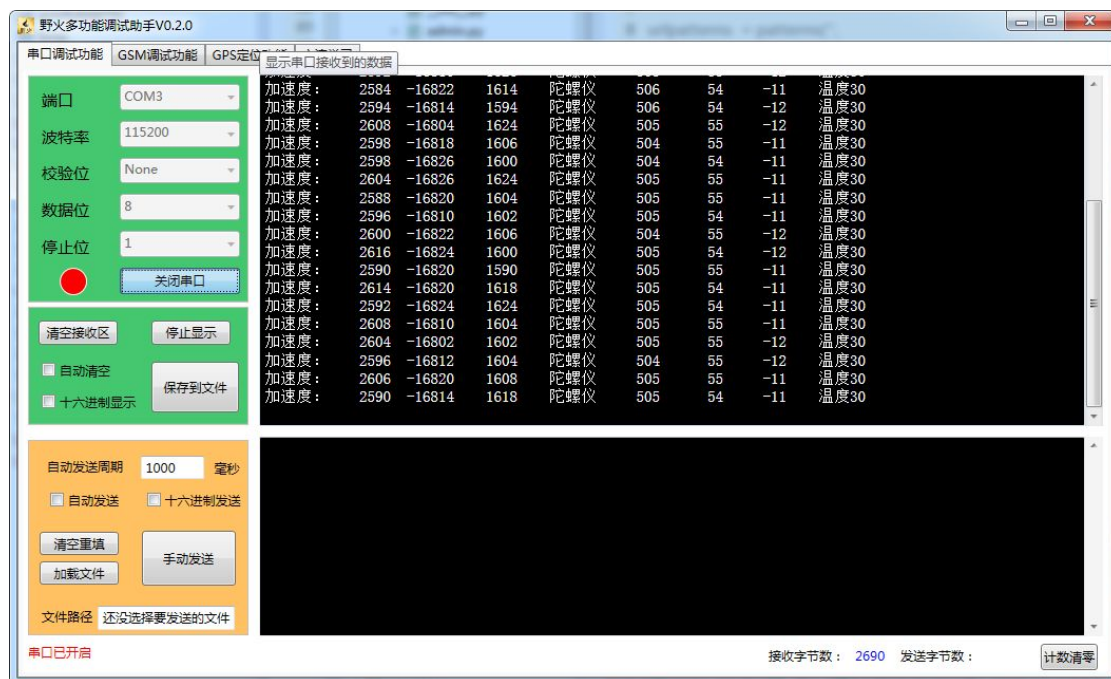 野火多功能调试助手V0.2.0
串口调试功能 GSM调试功能 GPS定
显示串口接收到的数据
端口 COM3
波特率 115200
校验位 None
数据位 8
停止位 1
关闭串口
清空接收区 停止显示
自动清空
保存到文件
十六进制显示
加速度: 2584 -16822 1614 陀螺仪 506 54 -11 温度30
加速度: 2594 -16814 1594 陀螺仪 506 54 -12 温度30
加速度: 2608 -16804 1624 陀螺仪 505 55 -12 温度30
加速度: 2598 -16818 1606 陀螺仪 504 55 -11 温度30
加速度: 2598 -16826 1600 陀螺仪 504 54 -11 温度30
加速度: 2604 -16826 1624 陀螺仪 505 55 -11 温度30
加速度: 2588 -16820 1604 陀螺仪 505 55 -11 温度30
加速度: 2596 -16810 1602 陀螺仪 505 54 -11 温度30
加速度: 2600 -16822 1606 陀螺仪 504 55 -12 温度30
加速度: 2616 -16824 1600 陀螺仪 505 54 -12 温度30
加速度: 2590 -16820 1590 陀螺仪 505 55 -11 温度30
加速度: 2614 -16820 1618 陀螺仪 505 54 -11 温度30
加速度: 2592 -16824 1624 陀螺仪 505 54 -11 温度30
加速度: 2608 -16810 1604 陀螺仪 505 55 -11 温度30
加速度: 2604 -16802 1602 陀螺仪 505 55 -12 温度30
加速度: 2596 -16812 1604 陀螺仪 504 55 -12 温度30
加速度: 2606 -16820 1608 陀螺仪 505 55 -11 温度30
加速度: 2590 -16814 1618 陀螺仪 505 54 -11 温度30
自动发送周期 1000 毫秒
自动发送 十六进制发送
清空重填
手动发送
加载文件
文件路径 还没选择要发送的文件
串口已开启
接收字节数: 2690 发送字节数:
计数清零